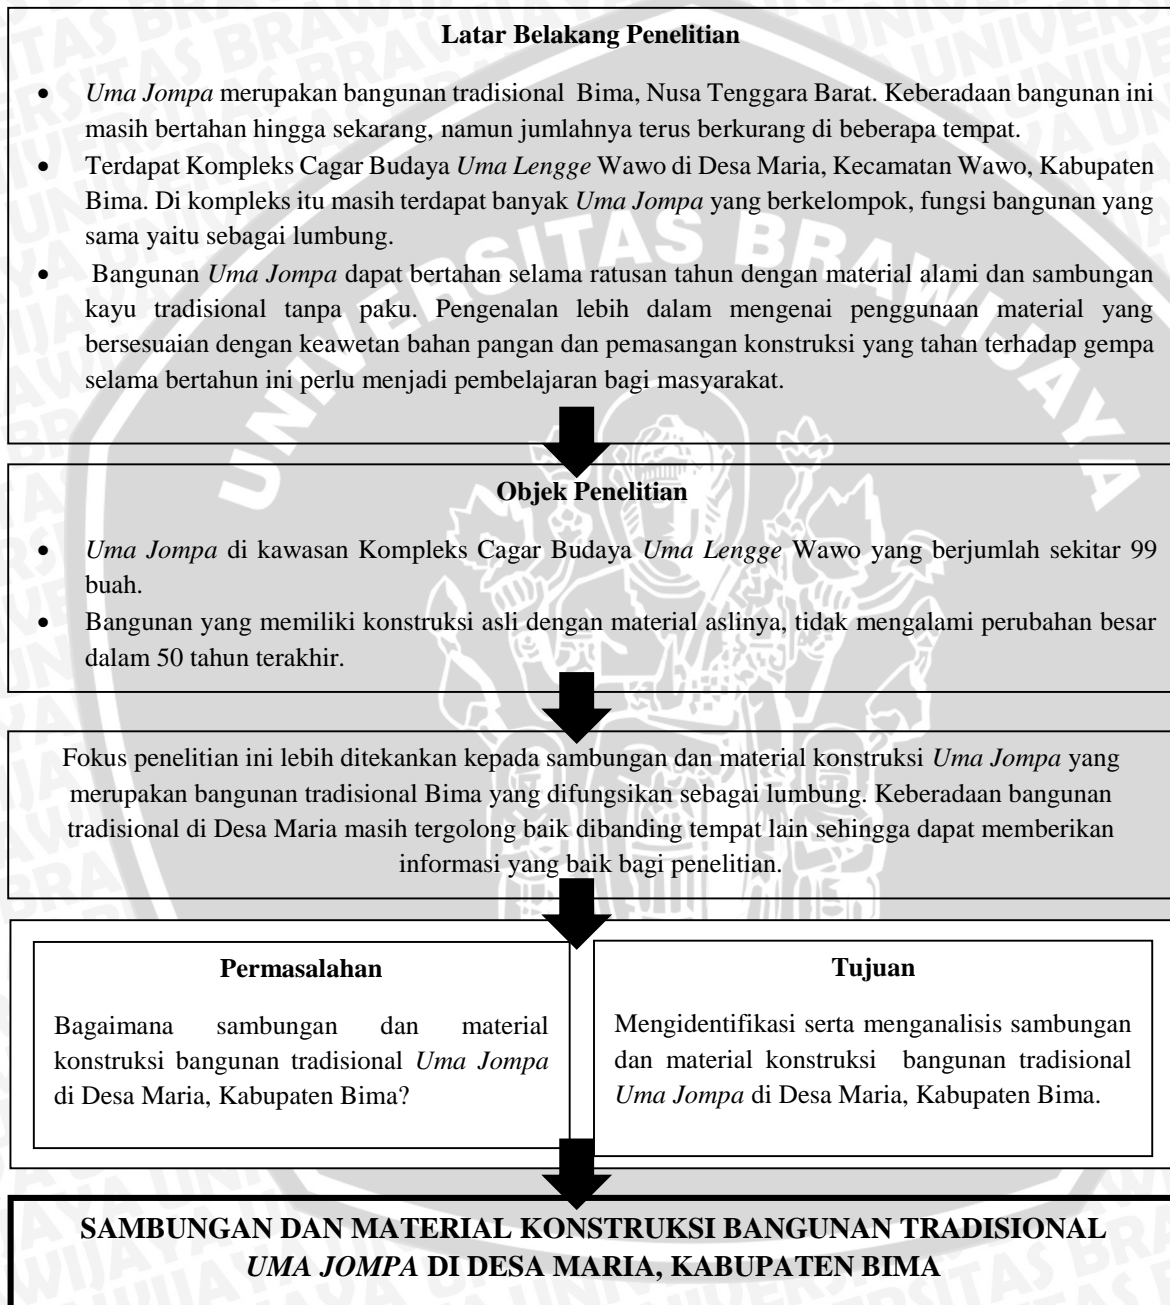 Latar Belakang Penelitian
• Uma Jompa merupakan bangunan tradisional Bima, Nusa Tenggara Barat. Keberadaan bangunan ini
masih bertahan hingga sekarang, namun jumlahnya terus berkurang di beberapa tempat.
• Terdapat Kompleks Cagar Budaya Uma Lengge Wawo di Desa Maria, Kecamatan Wawo, Kabupaten
Bima. Di kompleks itu masih terdapat banyak Uma Jompa yang berkelompok, fungsi bangunan yang
sama yaitu sebagai lumbung.
• Bangunan Uma Jompa dapat bertahan selama ratusan tahun dengan material alami dan sambungan
kayu tradisional tanpa paku. Pengenalan lebih dalam mengenai penggunaan material yang
bersesuaian dengan keawetan bahan pangan dan pemasangan konstruksi yang tahan terhadap gempa
selama bertahun ini perlu menjadi pembelajaran bagi masyarakat.
UNIVERSITAS BRAWIJAYA
Objek Penelitian
• Uma Jompa di kawasan Kompleks Cagar Budaya Uma Lengge Wawo yang berjumlah sekitar 99
buah.
• Bangunan yang memiliki konstruksi asli dengan material aslinya, tidak mengalami perubahan besar
dalam 50 tahun terakhir.
Fokus penelitian ini lebih ditekankan kepada sambungan dan material konstruksi Uma Jompa yang
merupakan bangunan tradisional Bima yang difungsikan sebagai lumbung. Keberadaan bangunan
tradisional di Desa Maria masih tergolong baik dibanding tempat lain sehingga dapat memberikan
informasi yang baik bagi penelitian.
Permasalahan
Bagaimana sambungan dan material
konstruksi bangunan tradisional Uma Jompa
di Desa Maria, Kabupaten Bima?
Tujuan
Mengidentifikasi serta menganalisis sambungan
dan material konstruksi bangunan tradisional
Uma Jompa di Desa Maria, Kabupaten Bima.
SAMBUNGAN DAN MATERIAL KONSTRUKSI BANGUNAN TRADISIONAL
UMA JOMPA DI DESA MARIA, KABUPATEN BIMA